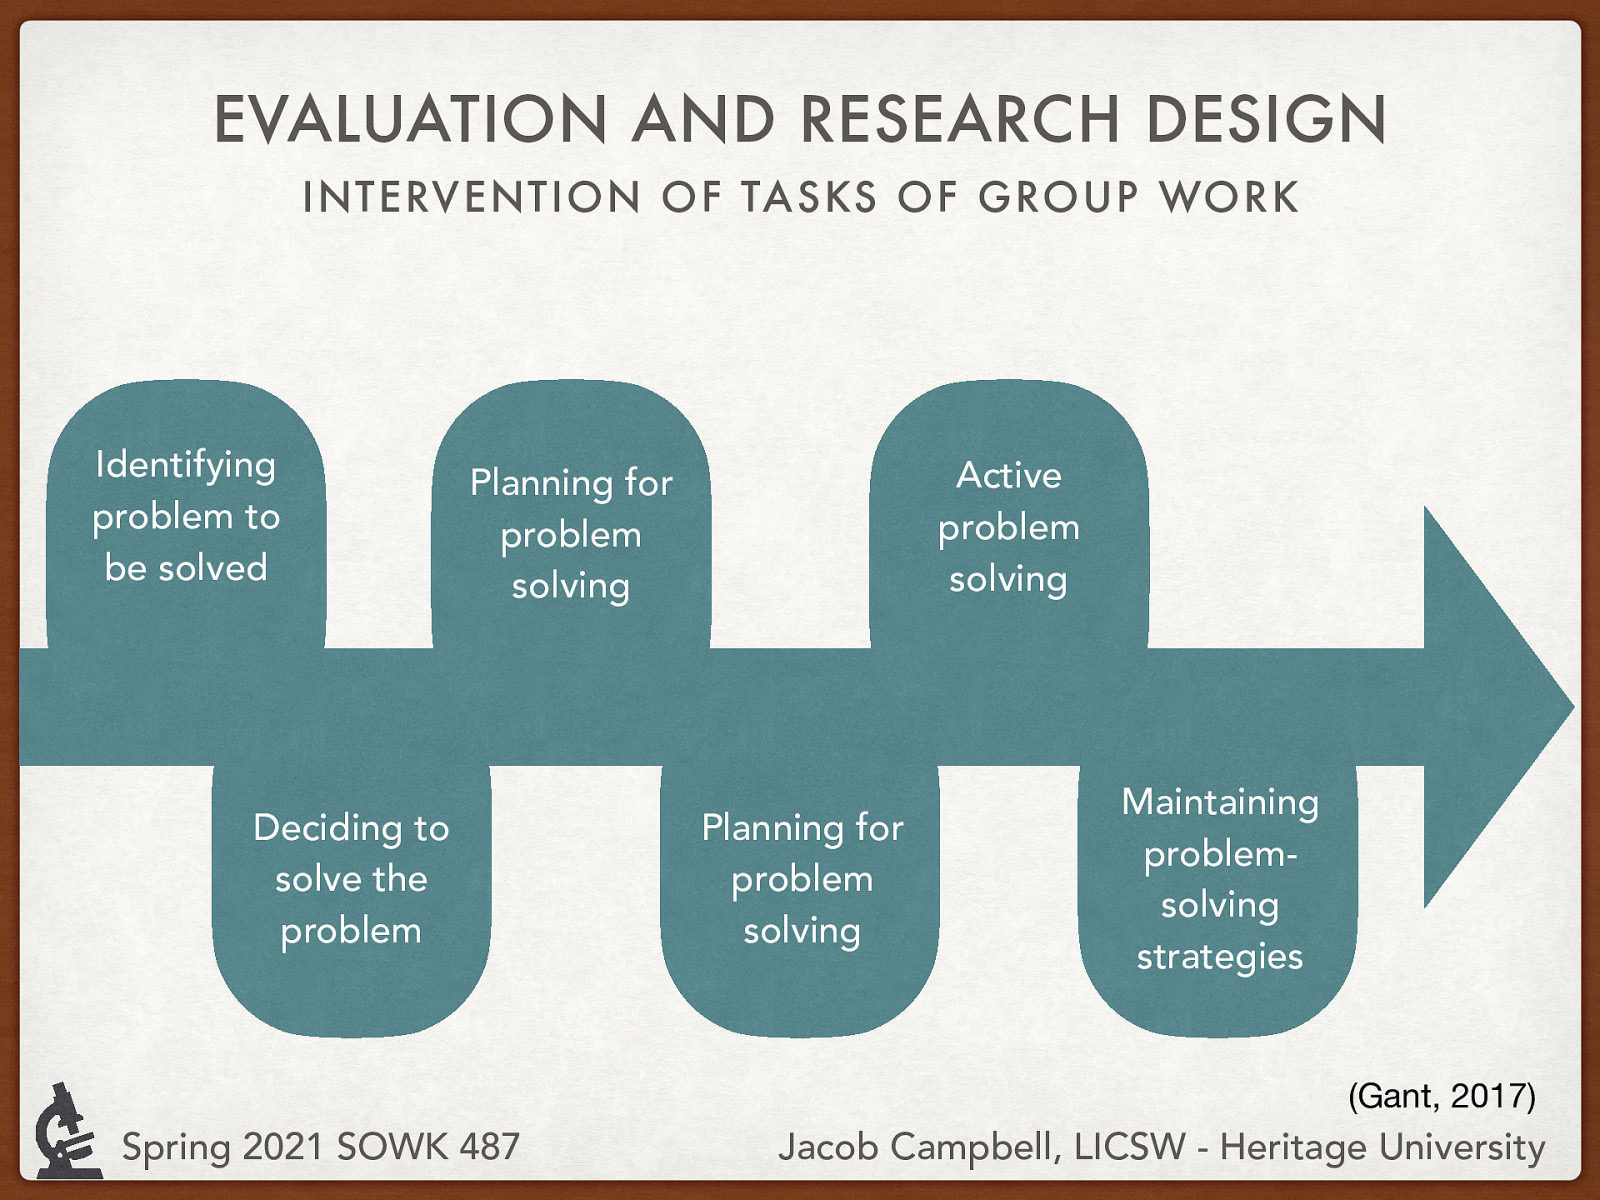 EVALUATION AND RESEARCH DESIGN
INTERVENTION OF TASKS OF GROUP WORK
Identifying
problem to
be solved
Deciding to
solve the
problem
Planning for
problem
solving
Planning for
problem
solving
Active
problem
solving
Maintaining
problem-
solving
strategies
(Gant, 2017)
Spring 2021 SOWK 487
Jacob Campbell, LICSW - Heritage University